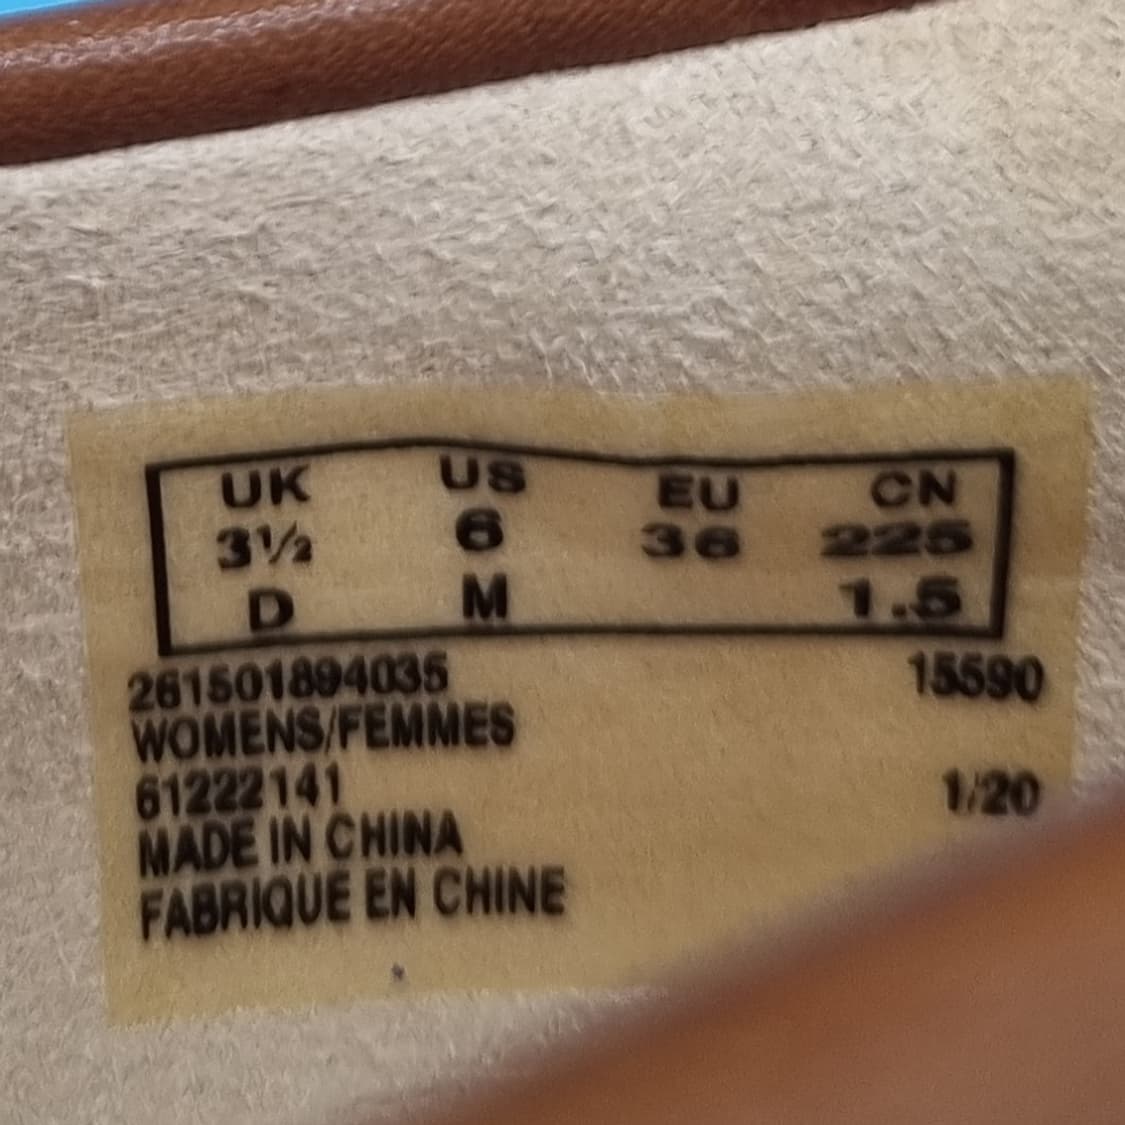 UK US EU CN
3½ 6 36 225
D M 1.5
261501894035 15590
WOMENS/FEMMES
61222141 1/20
MADE IN CHINA
FABRIQUE EN CHINE